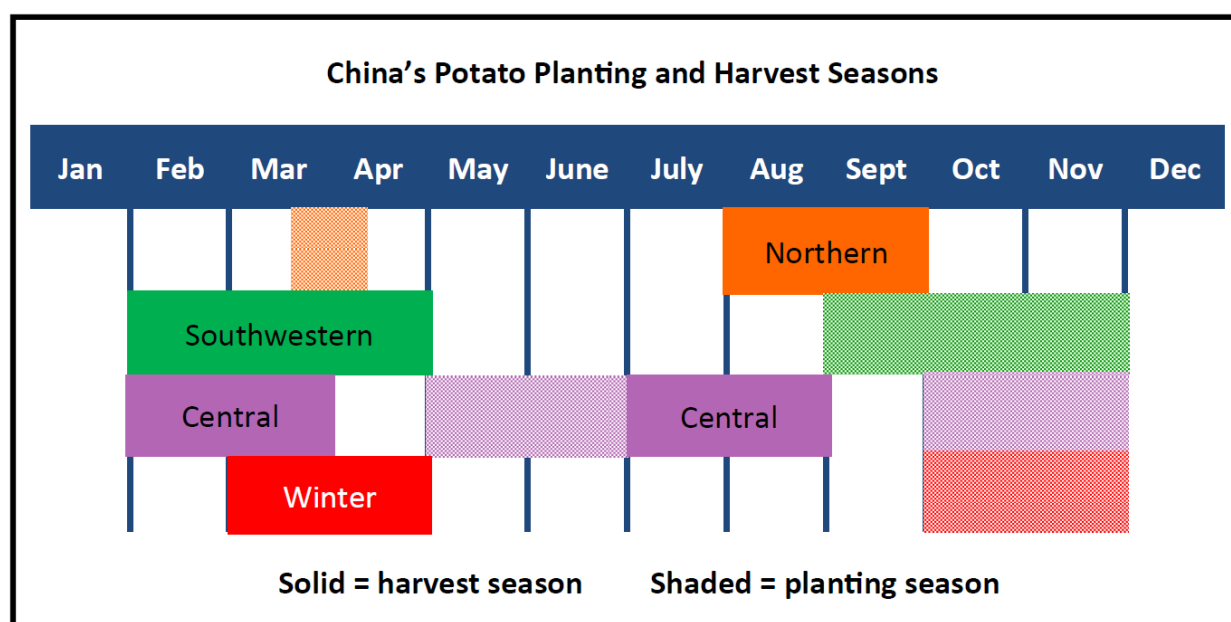 China's Potato Planting and Harvest Seasons
Jan Feb Mar Apr May June July Aug Sept Oct Nov Dec
Northern
Southwestern
Central Central
Winter
Solid = harvest season Shaded = planting season